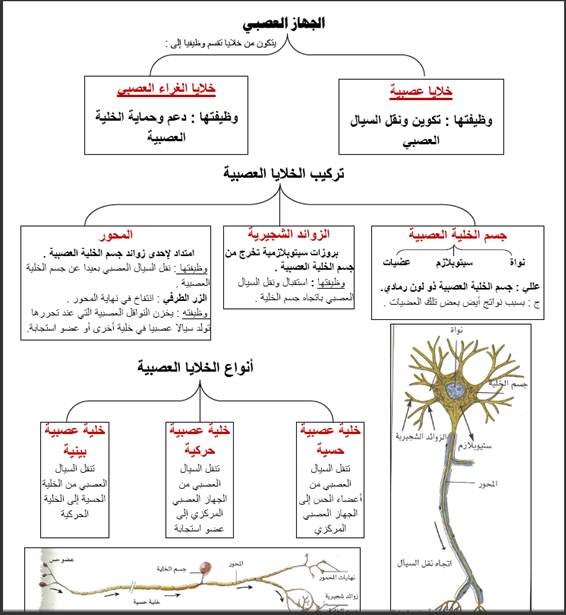 الجهاز العصبي
يتكون من خلايا تقسم وظيفيا إلى :
خلايا عصبية
وظيفتها : تكوين ونقل السيال
العصبي
خلايا الغراء العصبي
وظيفتها : دعم وحماية الخلية
العصبية
تركيب الخلايا العصبية
جسم الخلية العصبية
نواة سيتوبلازم عضيات
عللي : جسم الخلية العصبية ذو لون رمادي.
ج : بسبب نواتج أيض بعض تلك العضيات .
الزوائد الشجيرية
بروزات سيتوبلازمية تخرج من
جسم الخلية العصبية .
وظيفتها : استقبال ونقل السيال
العصبي باتجاه جسم الخلية .
المحور
امتداد لإحدى زوائد جسم الخلية العصبية .
وظيفتها : نقل السيال العصبي بعيدا عن جسم الخلية
العصبية .
الزر الطرفي : انتفاخ في نهاية المحور .
وظيفته : يخزن النواقل العصبية التي عند تحررها
تولد سيالا عصبيا في خلية أخرى أو عضو استجابة.
أنواع الخلايا العصبية
خلية عصبية
حسية
تنقل السيال
العصبي من
أعضاء الحس إلى
الجهاز العصبي
المركزي
خلية عصبية
حركية
تنقل السيال
العصبي من
الجهاز العصبي
المركزي إلى
عضو استجابة
خلية عصبية
بينية
تنقل السيال
العصبي من الخلية
الحسية إلى الخلية
الحركية
نواة
جسم الخلية
الزوائد الشجيرية
سيتوبلازم
المحور
اتجاه نقل السيال
عضو حس
جسم الخلية
المحور
نهايات المحور
خلية حسية
زوائد شجيرية